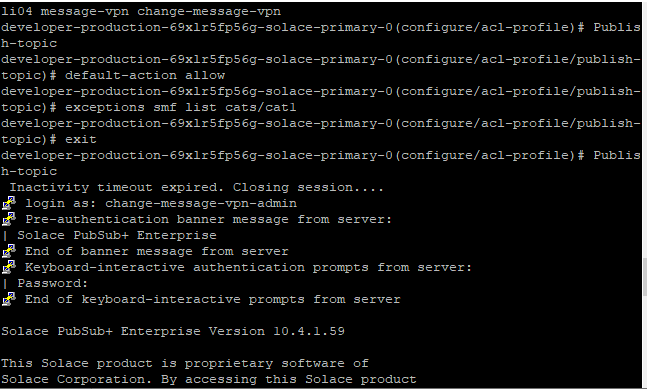 li04 message-vpn change-message-vpn
developer-production-69xlr5fp56g-solace-primary-0(configure/acl-profile)# Publis
h-topic
developer-production-69xlr5fp56g-solace-primary-0(configure/acl-profile/publish-
topic)# default-action allow
developer-production-69xlr5fp56g-solace-primary-0(configure/acl-profile/publish-
topic)# exceptions smf list cats/cat1
developer-production-69xlr5fp56g-solace-primary-0(configure/acl-profile/publish-
topic)# exit
developer-production-69xlr5fp56g-solace-primary-0(configure/acl-profile)# Publis
h-topic
Inactivity timeout expired. Closing session....
login as: change-message-vpn-admin
Pre-authentication banner message from server:
| Solace PubSub+ Enterprise
End of banner message from server
Keyboard-interactive authentication prompts from server:
| Password:
End of keyboard-interactive prompts from server
Solace PubSub+ Enterprise Version 10.4.1.59
This Solace product is proprietary software of
Solace Corporation. By accessing this Solace product